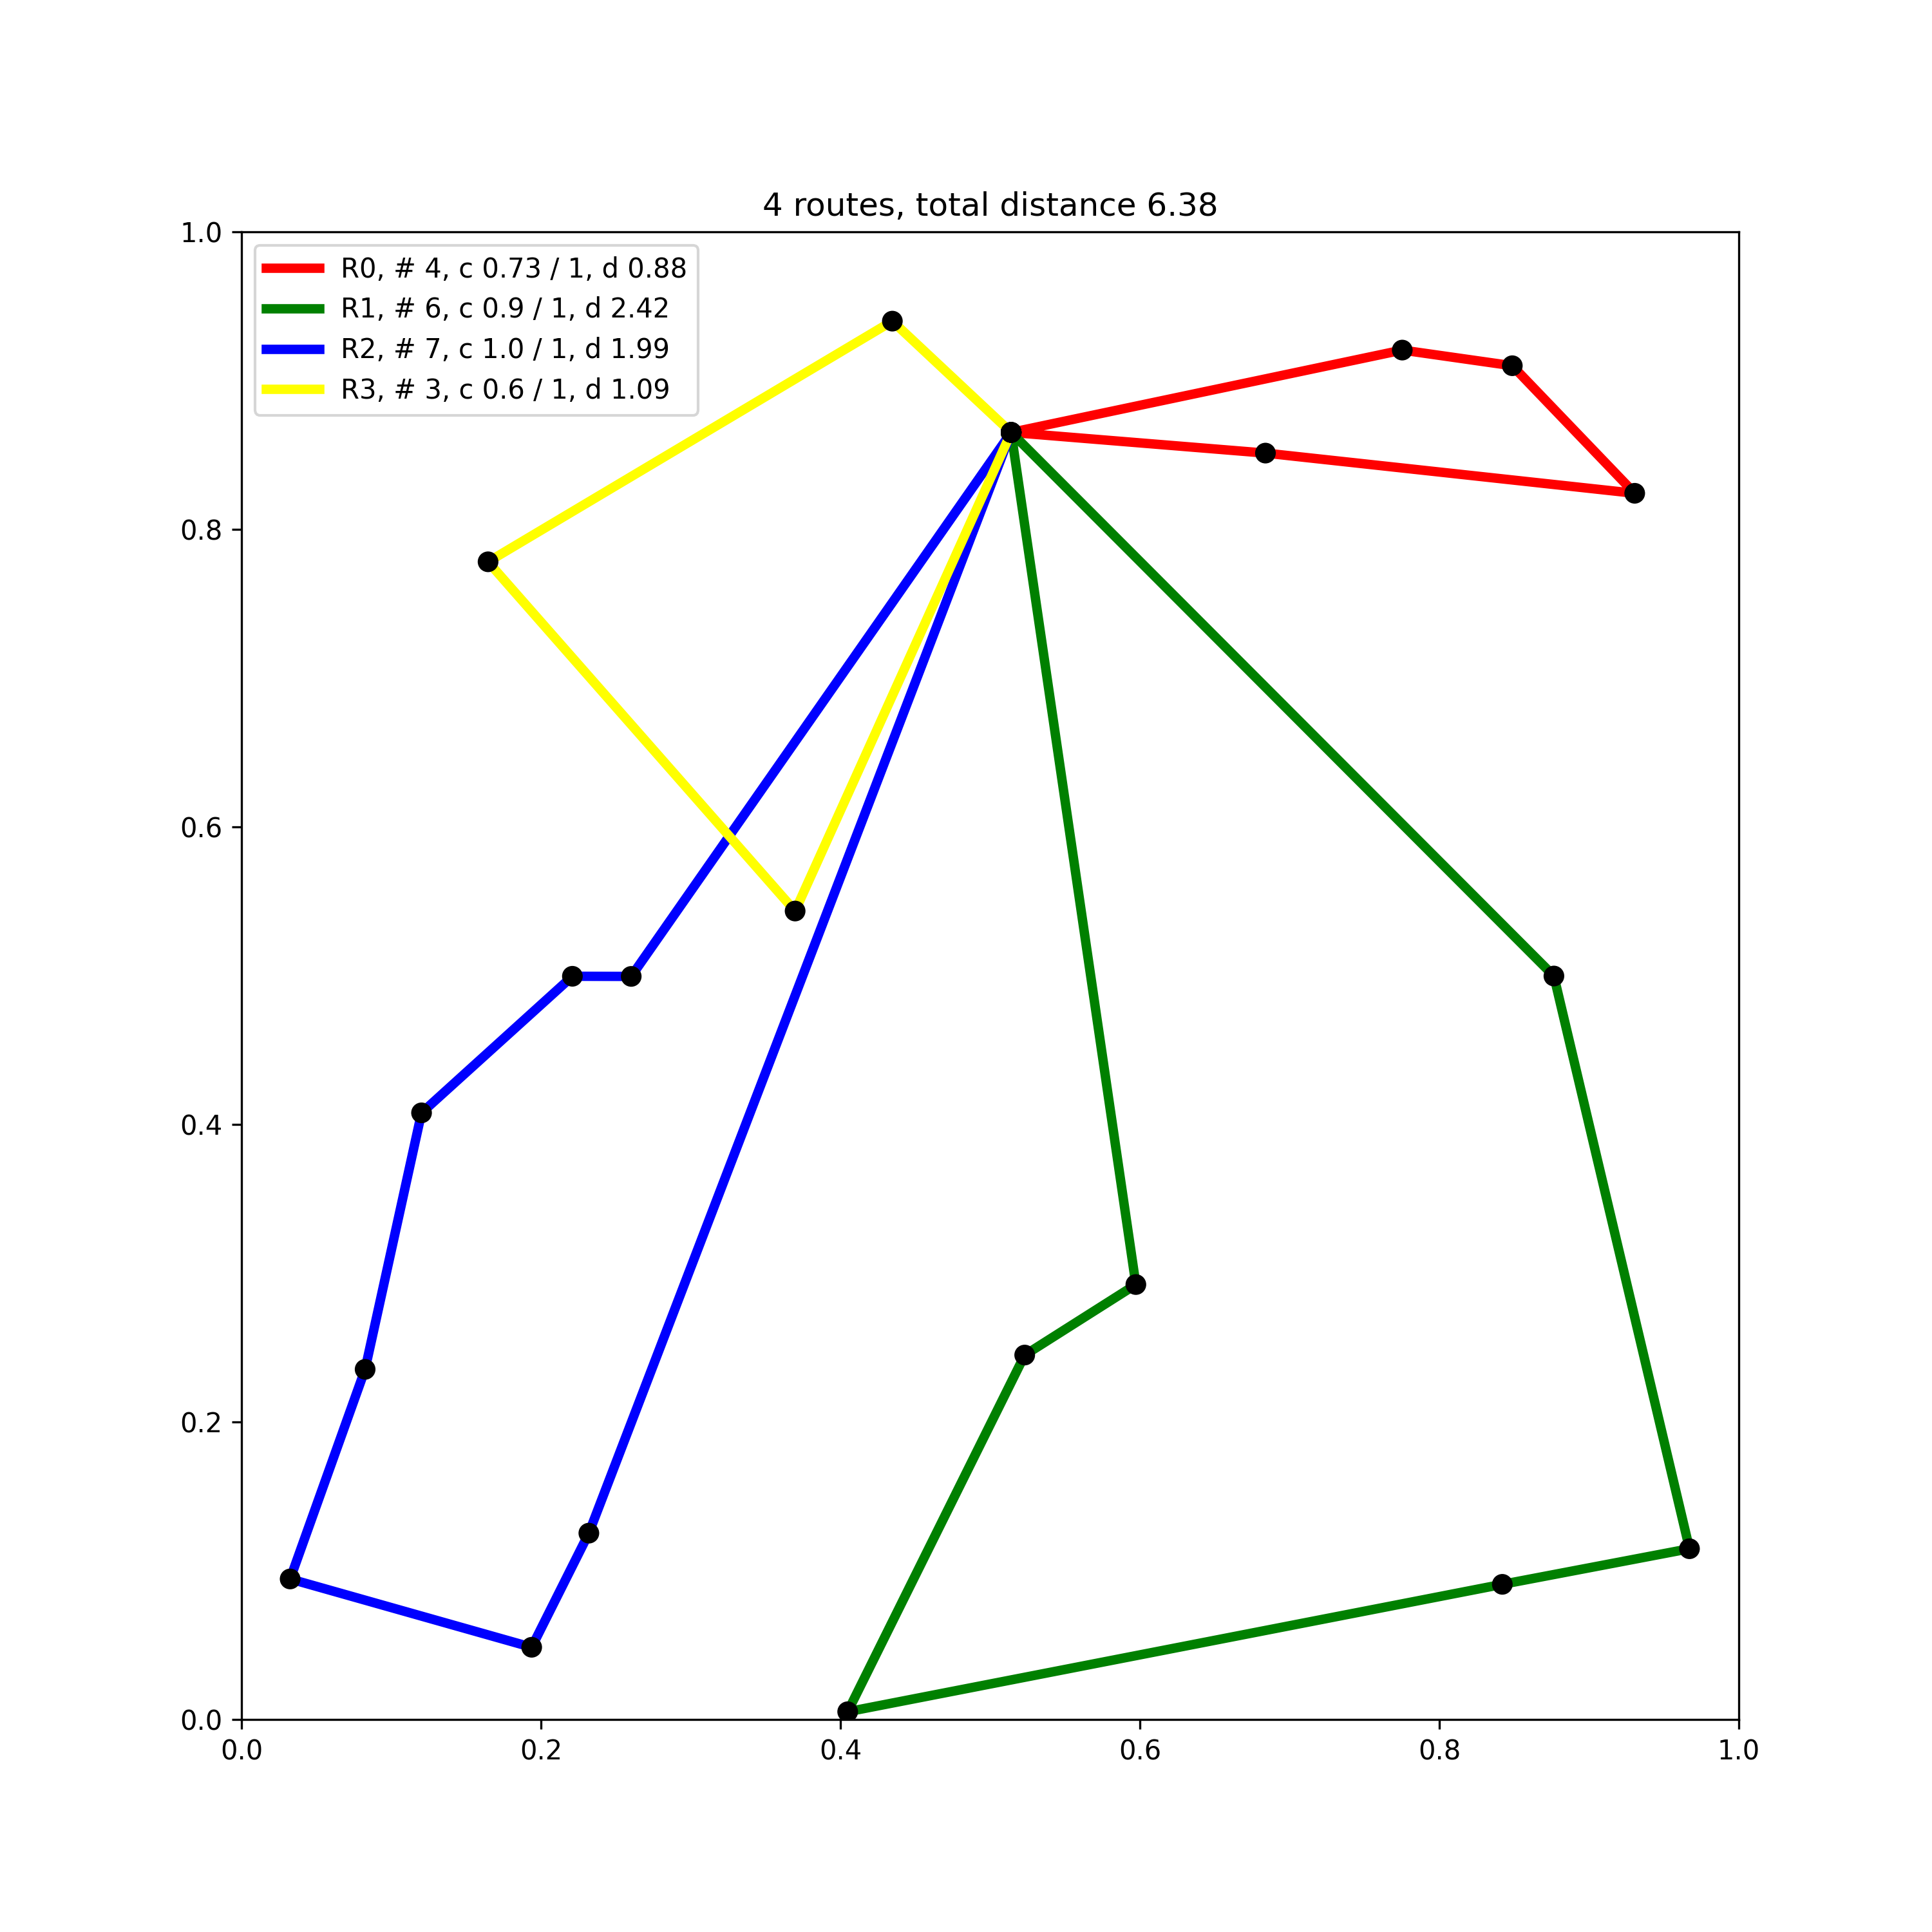 4 routes, total distance 6.38
1.0
R0, # 4, c 0.73 / 1, d 0.88
R1, # 6, c 0.9 / 1, d 2.42
R2, # 7, c 1.0 / 1, d 1.99
R3, # 3, c 0.6 / 1, d 1.09
0.8
0.6
0.4
0.2
0.0
0.0 0.2 0.4 0.6 0.8 1.0